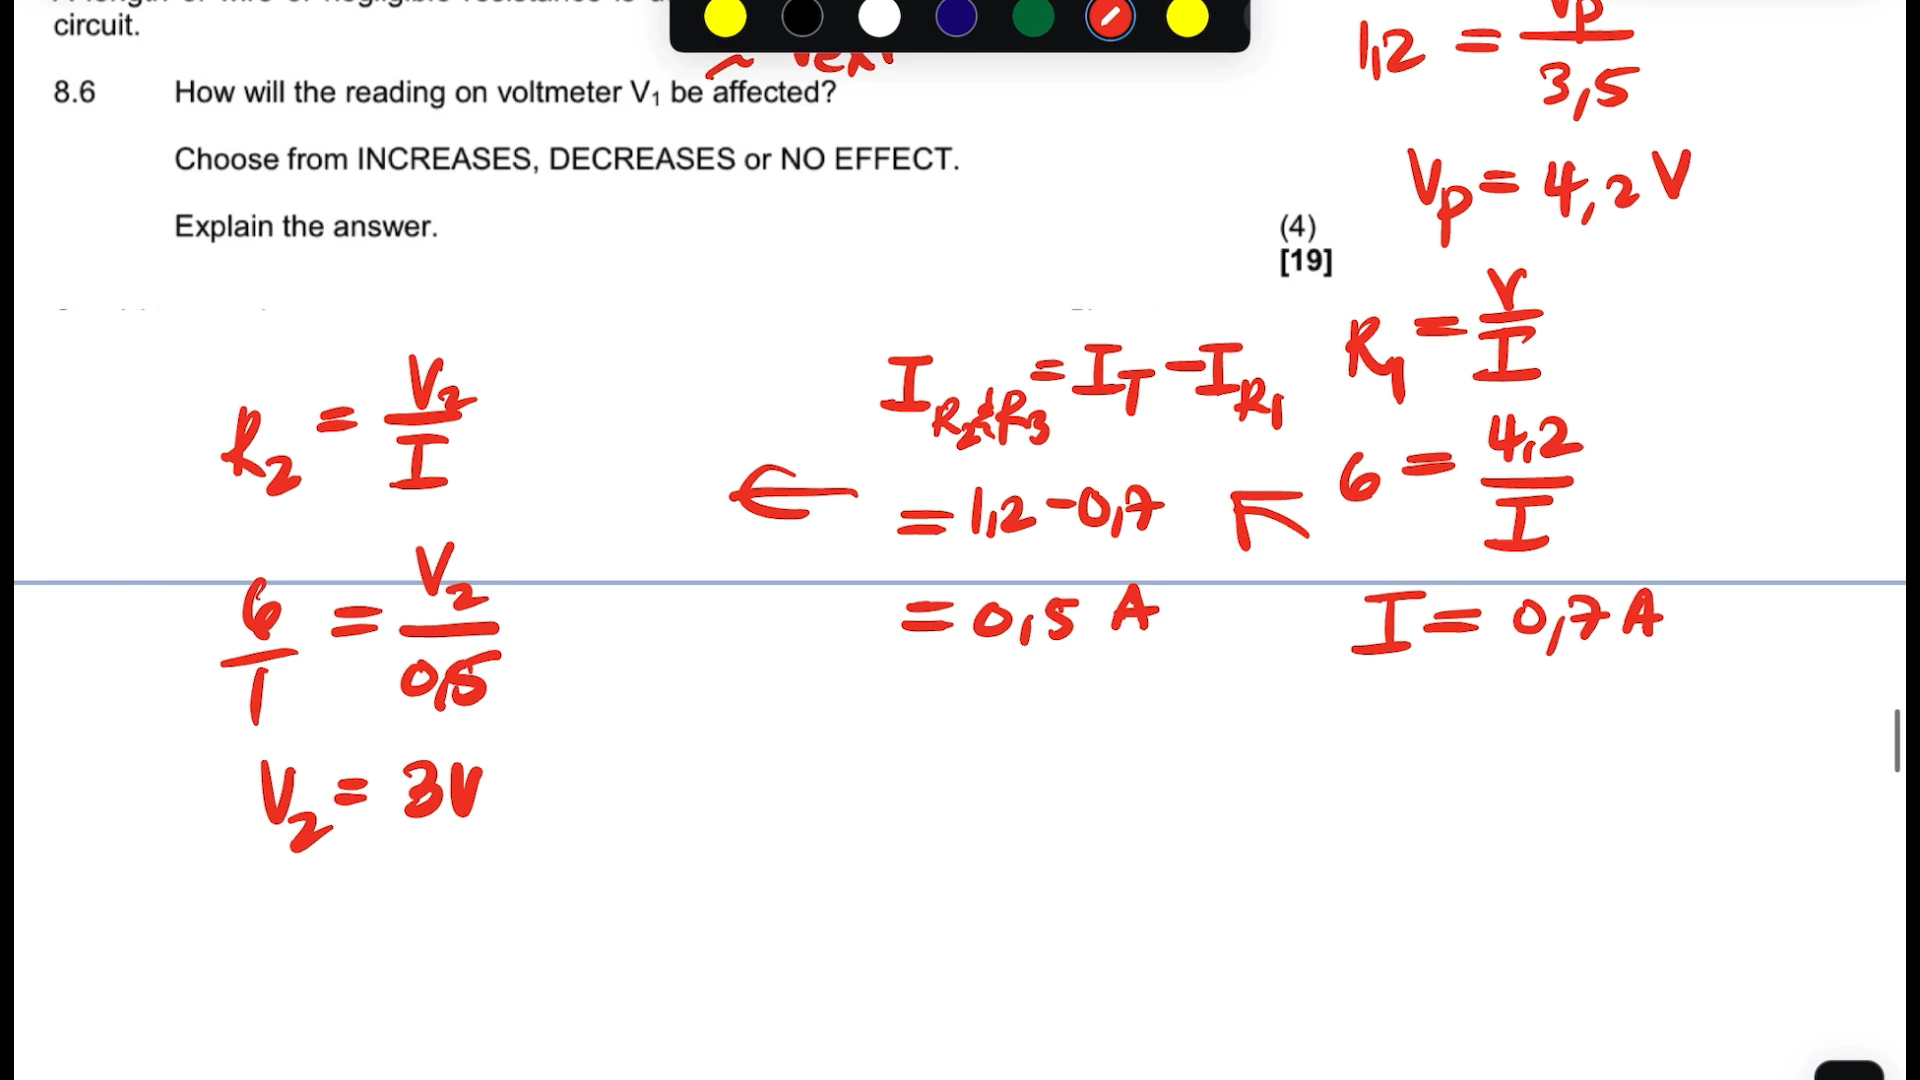 circuit.
8.6 How will the reading on voltmeter V₁ be affected?
Choose from INCREASES, DECREASES or NO EFFECT.
Explain the answer.
(4)
[19]
1,2 = Vp / 3,5
Vp = 4,2 V
R₁ = V / I
6 = 4,2 / I
I = 0,7 A
I R₂&R₃ = I T − I R₁
= 1,2 − 0,7
= 0,5 A
R₂ = V₂ / I
6 / 1 = V₂ / 0,5
V₂ = 3V